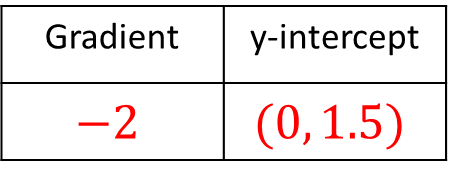 Gradient y-intercept
−2 (0, 1.5)